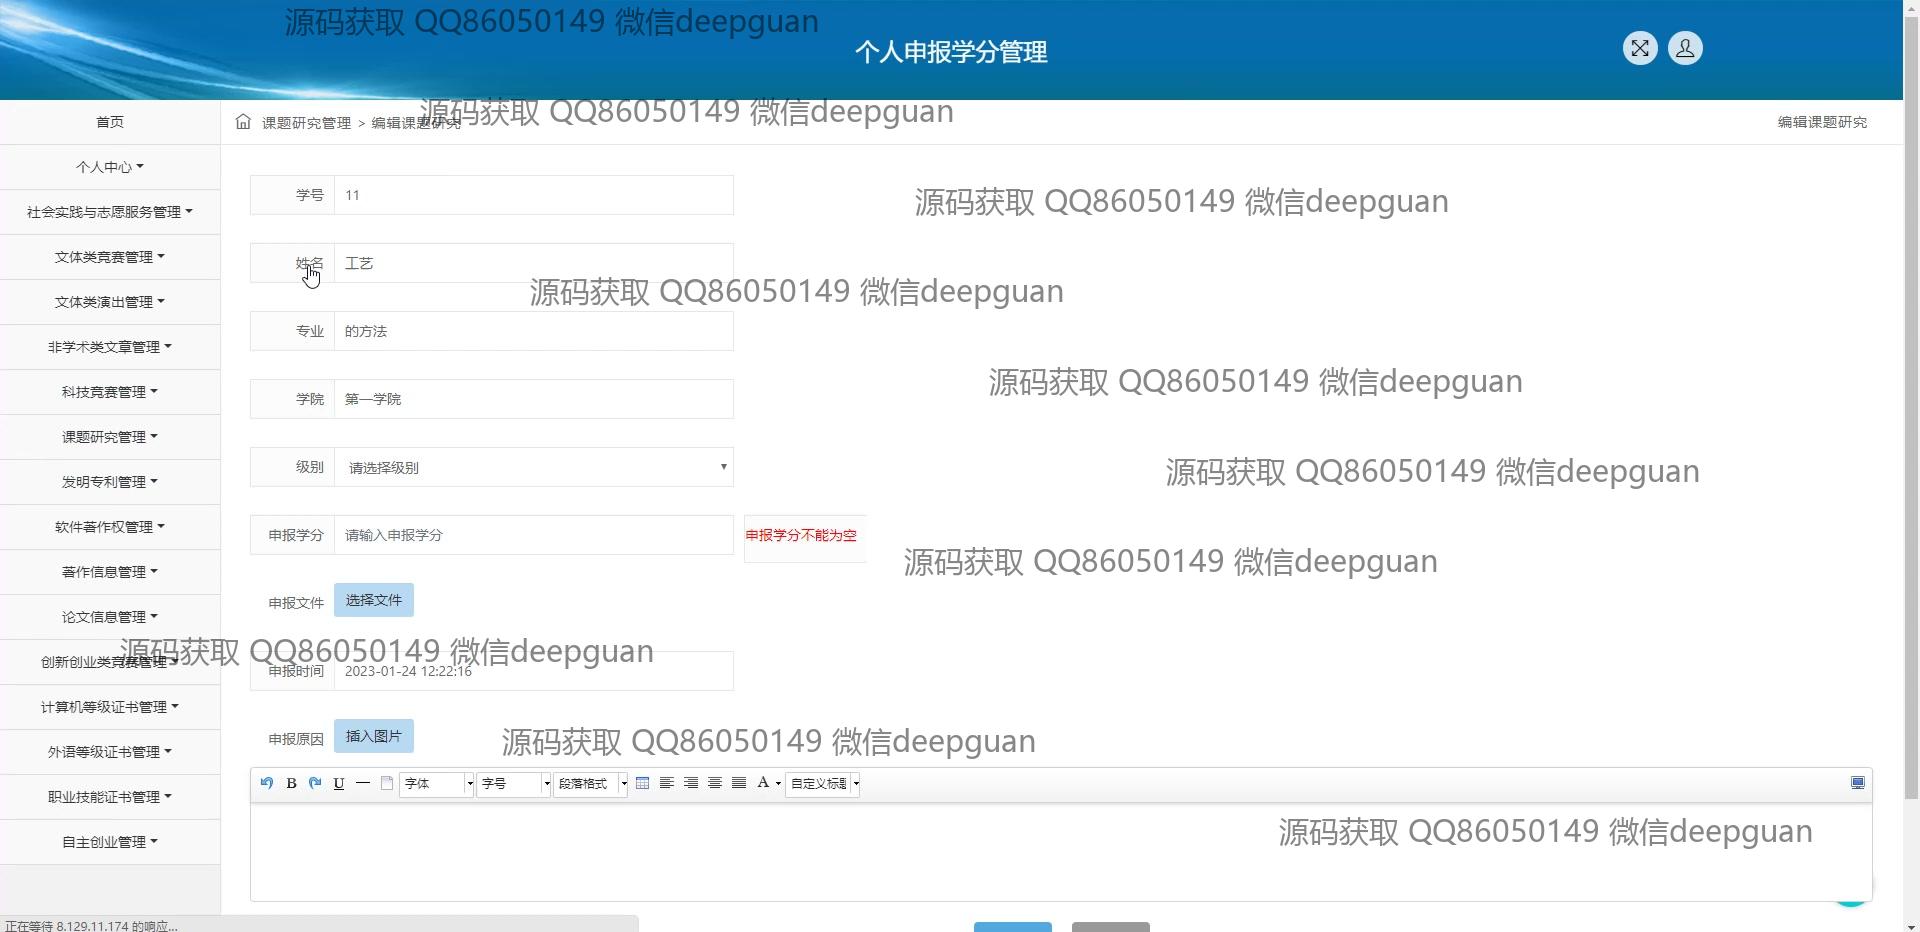 源码获取 QQ86050149 微信deepguan
个人申报学分管理
源码获取 QQ86050149 微信deepguan
首页
课题研究管理 > 编辑课题研究
编辑课题研究
个人中心
学号 11
源码获取 QQ86050149 微信deepguan
社会实践与志愿服务管理
文体类竞赛管理
姓名 工艺
源码获取 QQ86050149 微信deepguan
文体类演出管理
专业 的方法
非学术类文章管理
源码获取 QQ86050149 微信deepguan
科技竞赛管理
学院 第一学院
课题研究管理
级别 请选择级别
源码获取 QQ86050149 微信deepguan
发明专利管理
软件著作权管理
申报学分 请输入申报学分 申报学分不能为空
源码获取 QQ86050149 微信deepguan
著作信息管理
申报文件 选择文件
论文信息管理
源码获取 QQ86050149 微信deepguan
创新创业类竞赛管理
申报时间 2023-01-24 12:22:16
计算机等级证书管理
申报原因 插入图片
源码获取 QQ86050149 微信deepguan
外语等级证书管理
B U 字体 字号 段落格式 A 自定义标题
职业技能证书管理
源码获取 QQ86050149 微信deepguan
自主创业管理
正在等待 8.129.11.174 的响应...